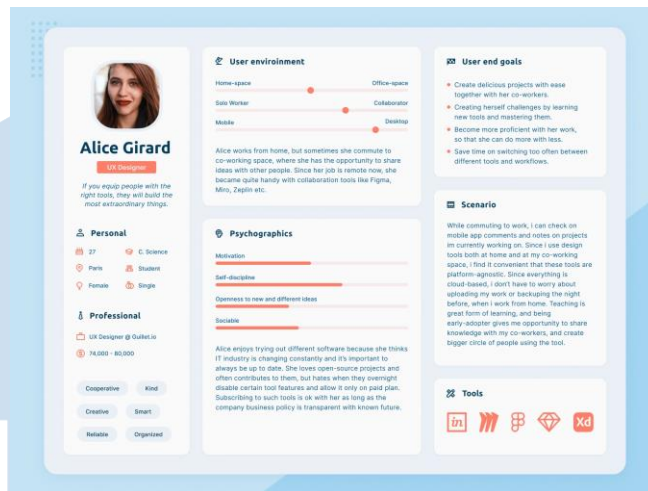 Alice Girard
UX Designer
If you equip people with the
right tools, they will build the
most extraordinary things.
Personal
27
C. Science
Paris
Student
Female
Single
Professional
UX Designer @ Guillet.io
74,000 - 80,000
Cooperative
Kind
Creative
Smart
Reliable
Organized
User enviroinment
Home-space
Office-space
Solo Worker
Collaborator
Mobile
Desktop
Alice works from home, but sometimes she commute to
co-working space, where she has the opportunity to share
ideas with other people. Since her job is remote now, she
became quite handy with collaboration tools like Figma,
Miro, Zeplin etc.
Psychographics
Motivation
Self-discipline
Openness to new and different ideas
Sociable
Alice enjoys trying out different software because she thinks
IT industry is changing constantly and it's important to
always be up to date. She loves open-source projects and
often contributes to them, but hates when they overnight
disable certain tool features and allow it only on paid plan.
Subscribing to such tools is ok with her as long as the
company business policy is transparent with known future.
User end goals
Create delicious projects with ease
together with her co-workers.
Creating herself challenges by learning
new tools and mastering them.
Become more proficient with her work,
so that she can do more with less.
Save time on switching too often between
different tools and workflows.
Scenario
While commuting to work, i can check on
mobile app comments and notes on projects
im currently working on. Since i use design
tools both at home and at my co-working
space, i find it convenient that these tools are
platform-agnostic. Since everything is
cloud-based, i don't have to worry about
uploading my work or backuping the night
before, when i work from home. Teaching is
great form of learning, and being
early-adopter gives me opportunity to share
knowledge with my co-workers, and create
bigger circle of people using the tool.
Tools
in
Xd